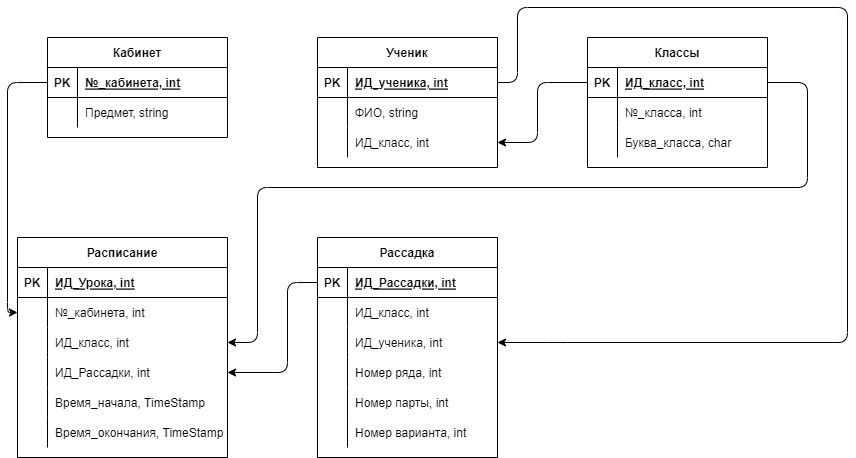 Кабинет
PK №_кабинета, int
Предмет, string
Ученик
PK ИД_ученика, int
ФИО, string
ИД_класс, int
Классы
PK ИД_класс, int
№_класса, int
Буква_класса, char
Расписание
PK ИД_Урока, int
№_кабинета, int
ИД_класс, int
ИД_Рассадки, int
Время_начала, TimeStamp
Время_окончания, TimeStamp
Рассадка
PK ИД_Рассадки, int
ИД_класс, int
ИД_ученика, int
Номер ряда, int
Номер парты, int
Номер варианта, int